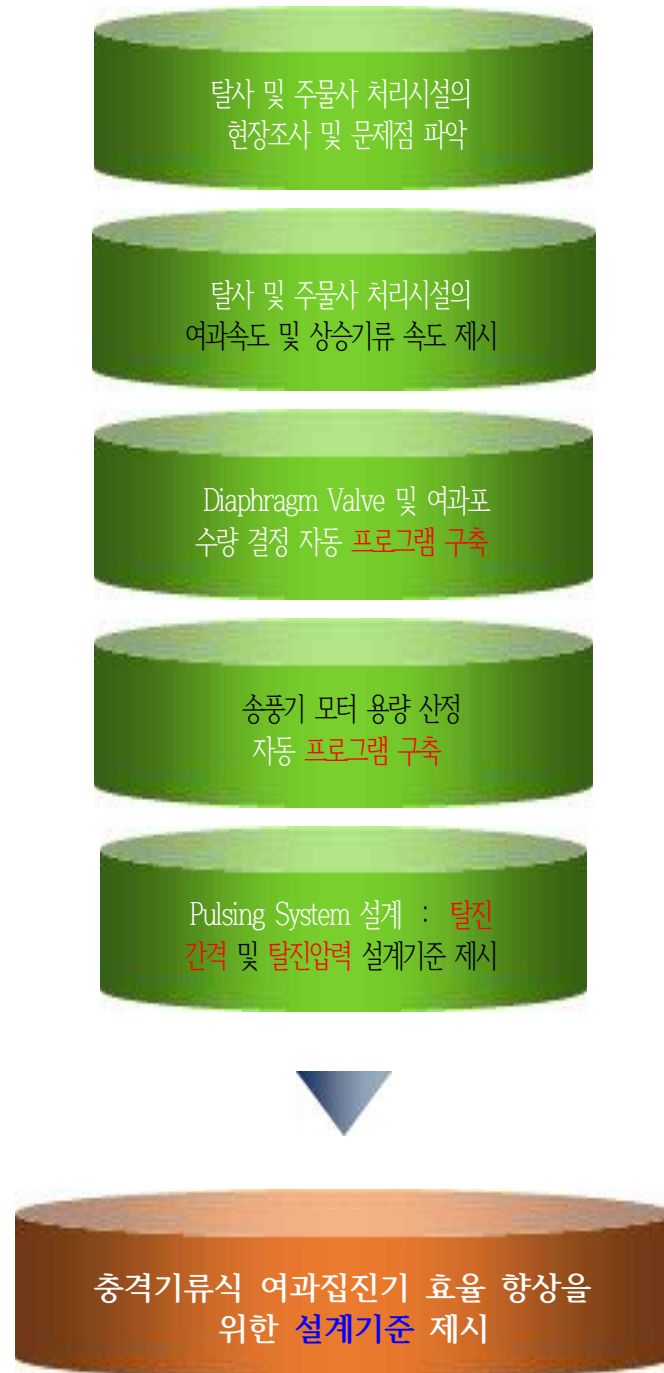 탈사 및 주물사 처리시설의
현장조사 및 문제점 파악
탈사 및 주물사 처리시설의
여과속도 및 상승기류 속도 제시
Diaphragm Valve 및 여과포
수량 결정 자동 프로그램 구축
송풍기 모터 용량 산정
자동 프로그램 구축
Pulsing System 설계 : 탈진
간격 및 탈진압력 설계기준 제시
충격기류식 여과집진기 효율 향상을
위한 설계기준 제시